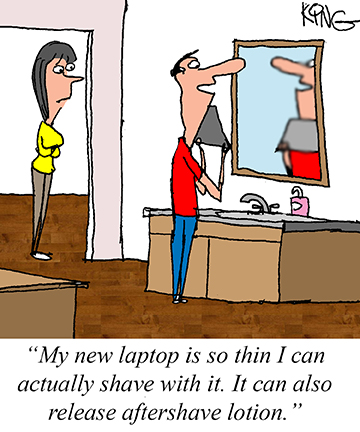 KING
“My new laptop is so thin I can
actually shave with it. It can also
release aftershave lotion.”